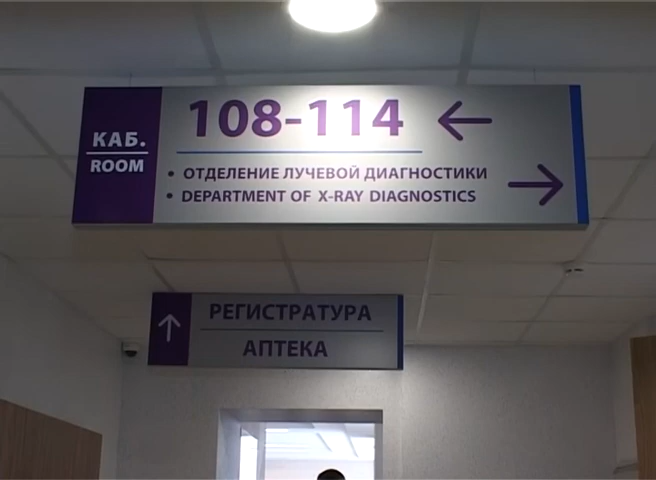 КАБ.
ROOM
108-114
• ОТДЕЛЕНИЕ ЛУЧЕВОЙ ДИАГНОСТИКИ
• DEPARTMENT OF X-RAY DIAGNOSTICS
РЕГИСТРАТУРА
АПТЕКА